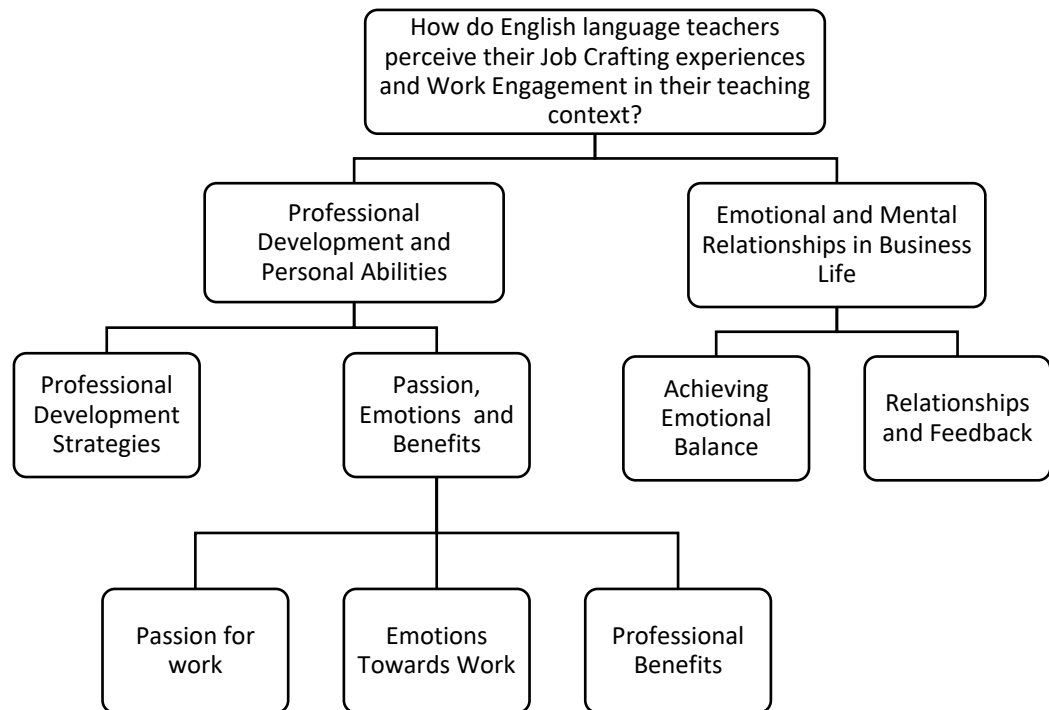 How do English language teachers
perceive their Job Crafting experiences
and Work Engagement in their teaching
context?
Professional
Development and
Personal Abilities
Emotional and Mental
Relationships in Business
Life
Professional
Development
Strategies
Passion,
Emotions and
Benefits
Achieving
Emotional
Balance
Relationships
and Feedback
Passion for
work
Emotions
Towards Work
Professional
Benefits